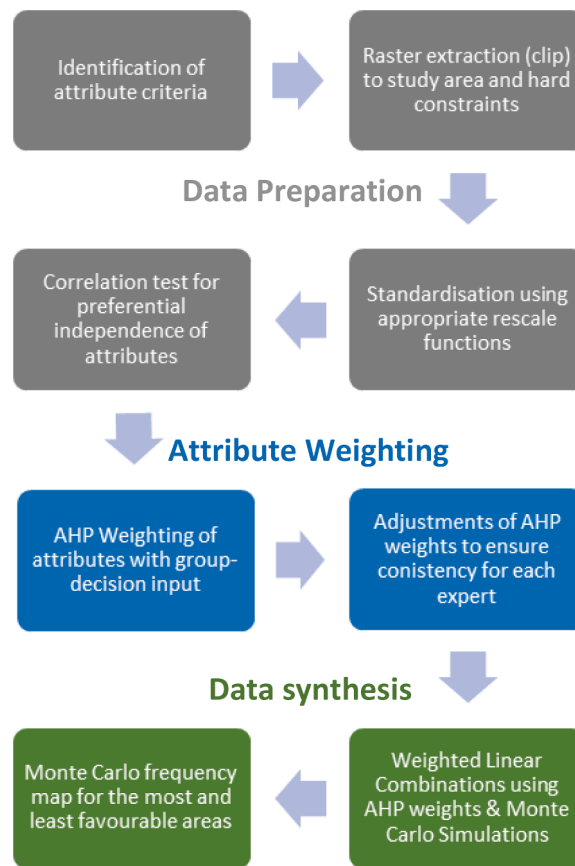 Identification of
attribute criteria
Raster extraction (clip)
to study area and hard
constraints
Data Preparation
Correlation test for
preferential
independence of
attributes
Standardisation using
appropriate rescale
functions
Attribute Weighting
AHP Weighting of
attributes with group-
decision input
Adjustments of AHP
weights to ensure
conistency for each
expert
Data synthesis
Monte Carlo frequency
map for the most and
least favourable areas
Weighted Linear
Combinations using
AHP weights & Monte
Carlo Simulations